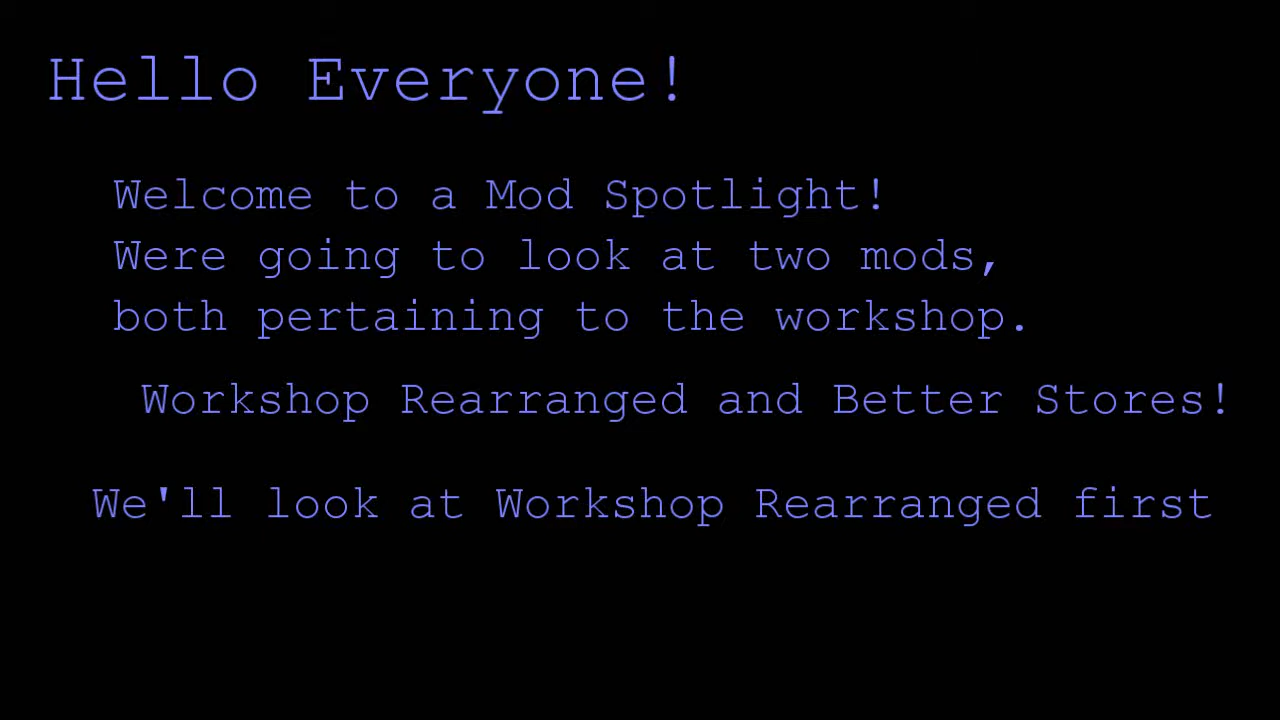 Hello Everyone!
Welcome to a Mod Spotlight!
Were going to look at two mods,
both pertaining to the workshop.
Workshop Rearranged and Better Stores!
We'll look at Workshop Rearranged first